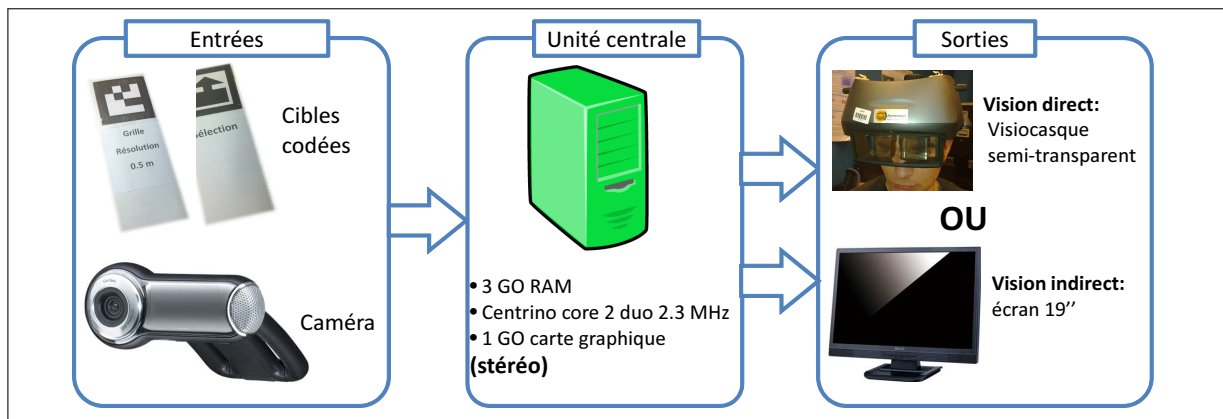 Entrées
Grille
Résolution
0.5 m
élection
Cibles
codées
Caméra
Unité centrale
• 3 GO RAM
• Centrino core 2 duo 2.3 MHz
• 1 GO carte graphique
(stéréo)
Sorties
Vision direct:
Visiocasque
semi-transparent
OU
Vision indirect:
écran 19’’